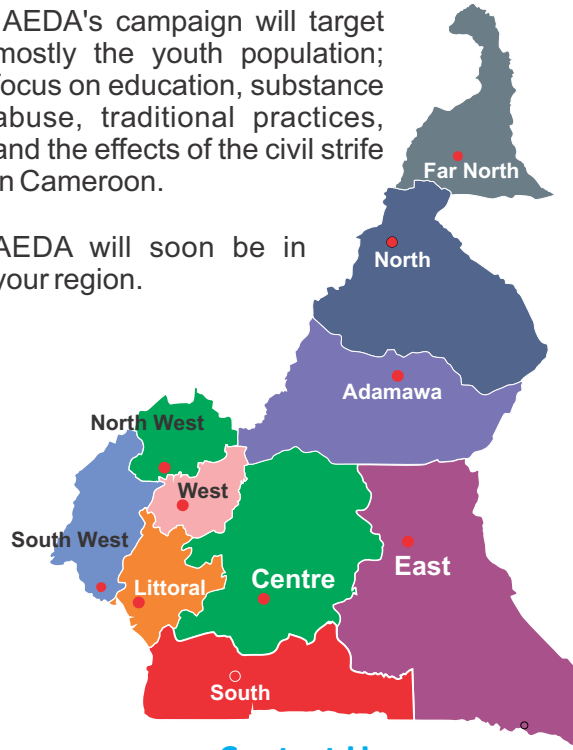 AEDA's campaign will target
mostly the youth population;
focus on education, substance
abuse, traditional practices,
and the effects of the civil strife
in Cameroon.
AEDA will soon be in
your region.
Far North
North
Adamawa
North West
West
South West
Littoral
Centre
East
South